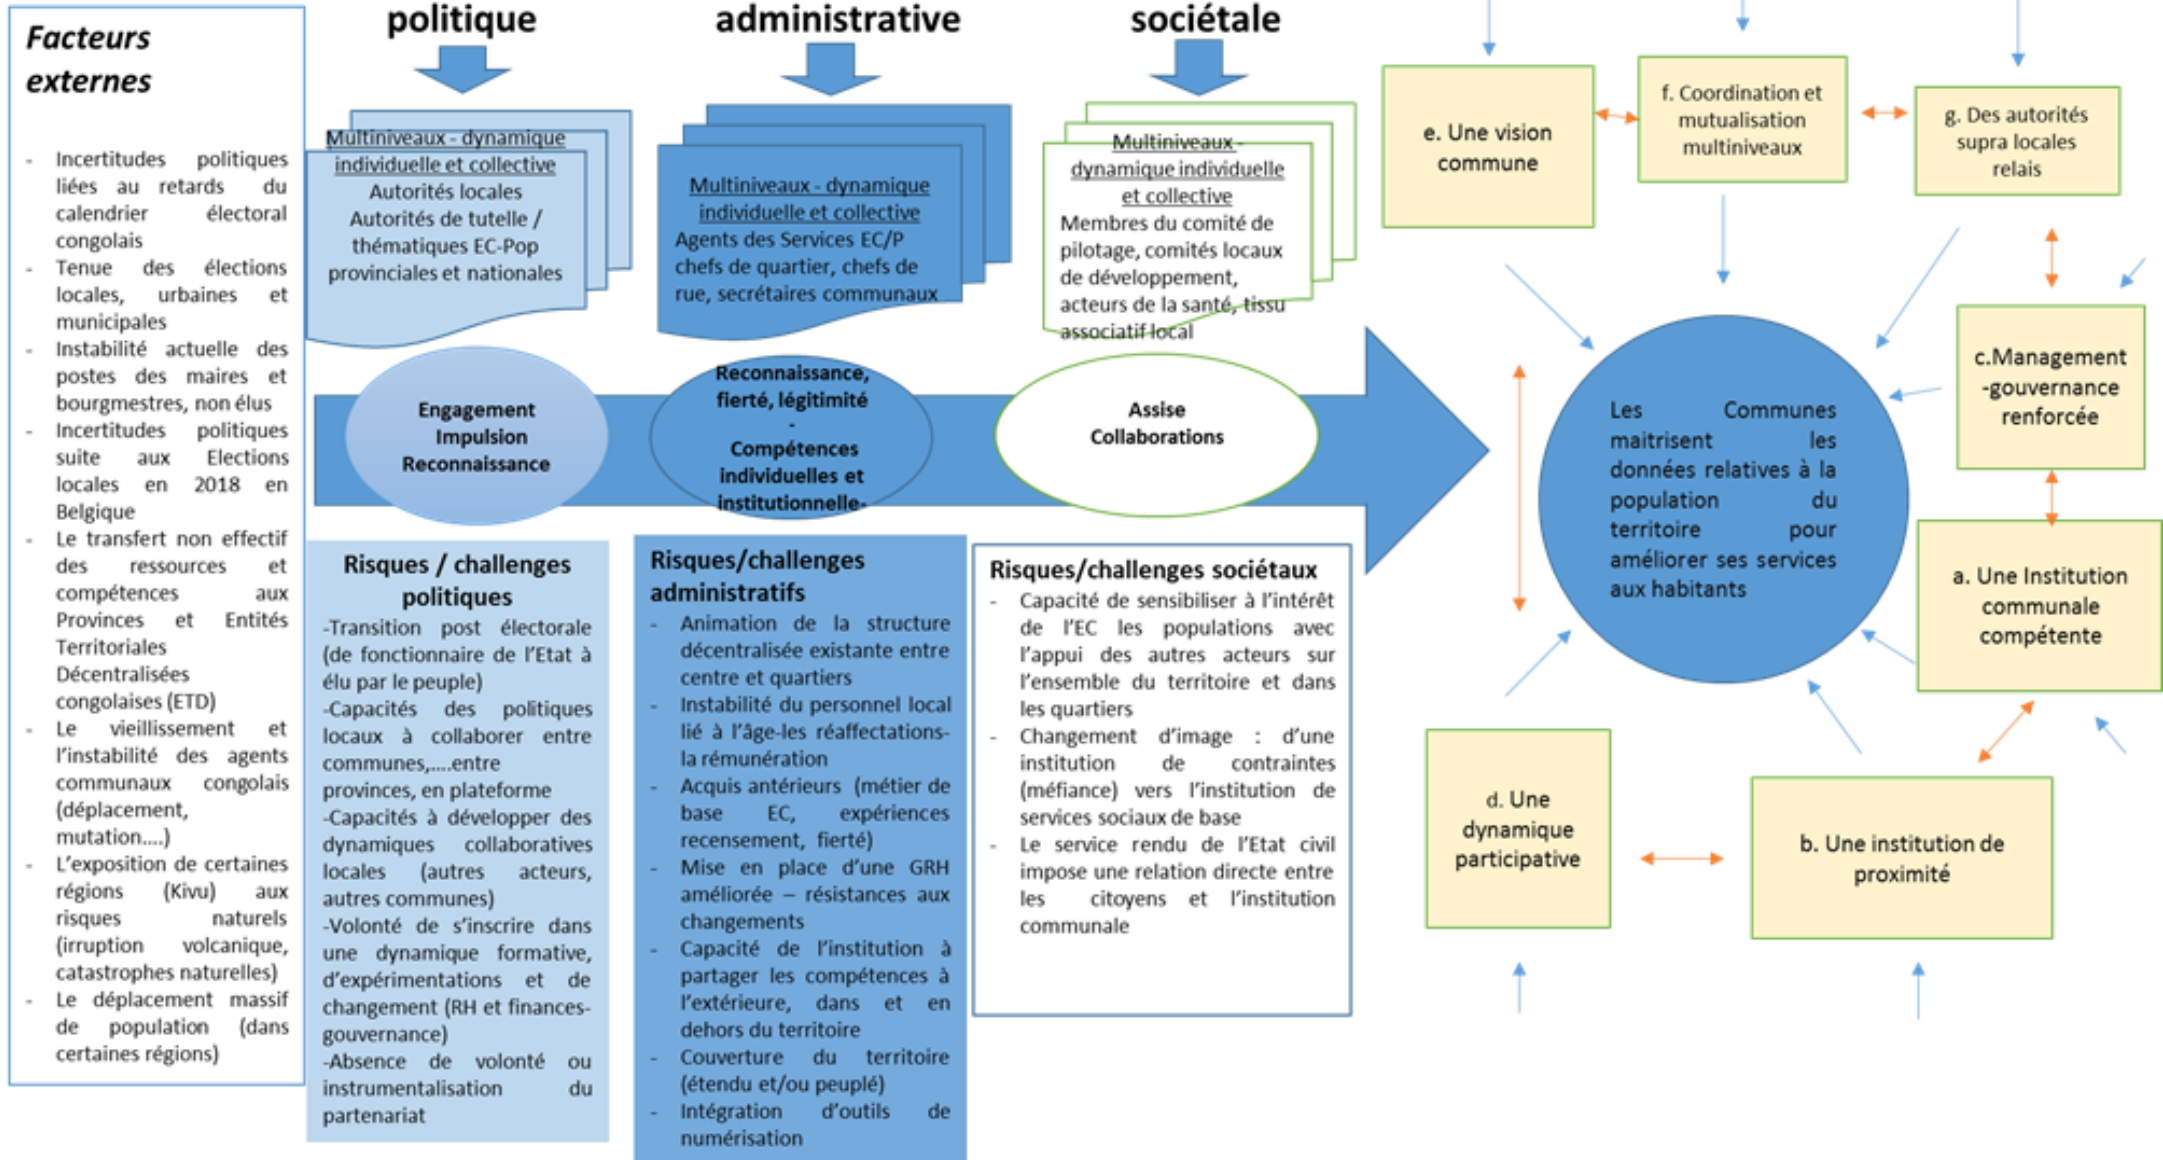 Facteurs
externes
- Incertitudes politiques
liées au retards du
calendrier électoral
congolais
- Tenue des élections
locales, urbaines et
municipales
- Instabilité actuelle des
postes des maires et
bourgmestres, non élus
- Incertitudes politiques
suite aux Elections
locales en 2018 en
Belgique
- Le transfert non effectif
des ressources et
compétences aux
Provinces et Entités
Territoriales
Décentralisées
congolaises (ETD)
- Le vieillissement et
l'instabilité des agents
communaux congolais
(déplacement,
mutation....)
- L'exposition de certaines
régions (Kivu) aux
risques naturels
(irruption volcanique,
catastrophes naturelles)
- Le déplacement massif
de population (dans
certaines régions)
politique
Multiniveaux - dynamique
individuelle et collective
Autorités locales
Autorités de tutelle /
thématiques EC-Pop
provinciales et nationales
Engagement
Impulsion
Reconnaissance
Risques / challenges
politiques
-Transition post électorale
(de fonctionnaire de l'Etat à
élu par le peuple)
-Capacités des politiques
locaux à collaborer entre
communes,....entre
provinces, en plateforme
-Capacités à développer des
dynamiques collaboratives
locales (autres acteurs,
autres communes)
-Volonté de s'inscrire dans
une dynamique formative,
d'expérimentations et de
changement (RH et finances-
gouvernance)
-Absence de volonté ou
instrumentalisation du
partenariat
administrative
Multiniveaux - dynamique
individuelle et collective
Agents des Services EC/P
chefs de quartier, chefs de
rue, secrétaires communaux
Reconnaissance,
fierté, légitimité
-
Compétences
individuelles et
institutionnelle-
Risques/challenges
administratifs
- Animation de la structure
décentralisée existante entre
centre et quartiers
- Instabilité du personnel local
lié à l'âge-les réaffectations-
la rémunération
- Acquis antérieurs (métier de
base EC, expériences
recensement, fierté)
- Mise en place d'une GRH
améliorée – résistances aux
changements
- Capacité de l'institution à
partager les compétences à
l'extérieure, dans et en
dehors du territoire
- Couverture du territoire
(étendu et/ou peuplé)
- Intégration d'outils de
numérisation
sociétale
Multiniveaux -
dynamique individuelle
et collective
Membres du comité de
pilotage, comités locaux
de développement,
acteurs de la santé, tissu
associatif local
Assise
Collaborations
Risques/challenges sociétaux
- Capacité de sensibiliser à l'intérêt
de l'EC les populations avec
l'appui des autres acteurs sur
l'ensemble du territoire et dans
les quartiers
- Changement d'image : d'une
institution de contraintes
(méfiance) vers l'institution de
services sociaux de base
- Le service rendu de l'Etat civil
impose une relation directe entre
les citoyens et l'institution
communale
e. Une vision
commune
f. Coordination et
mutualisation
multiniveaux
g. Des autorités
supra locales
relais
c.Management
-gouvernance
renforcée
Les Communes
maitrisent les
données relatives à la
population du
territoire pour
améliorer ses services
aux habitants
a. Une Institution
communale
compétente
d. Une
dynamique
participative
b. Une institution de
proximité